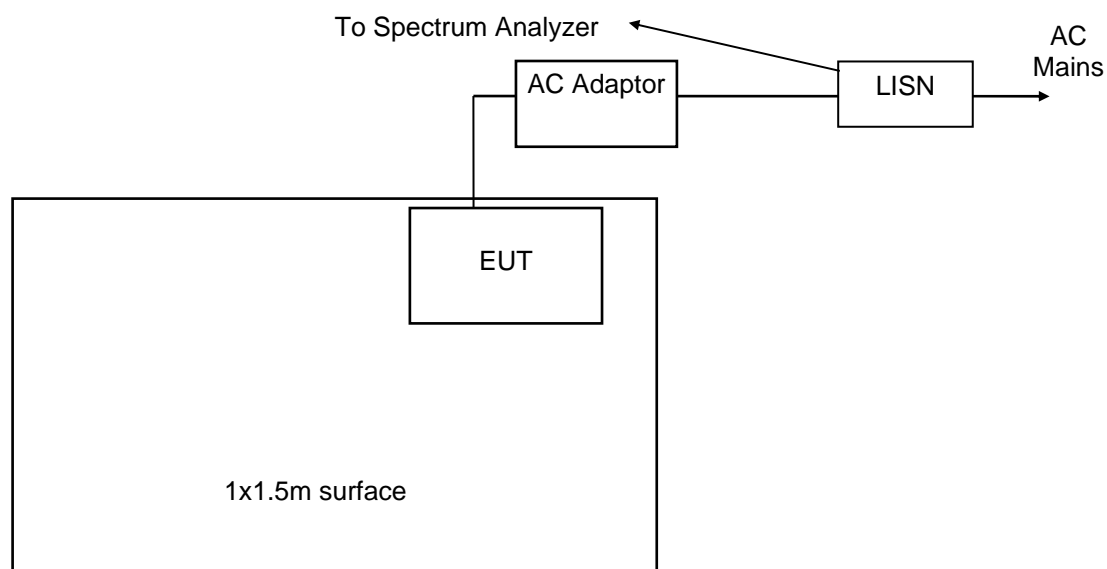 To Spectrum Analyzer
AC
Mains
AC Adaptor
LISN
EUT
1x1.5m surface